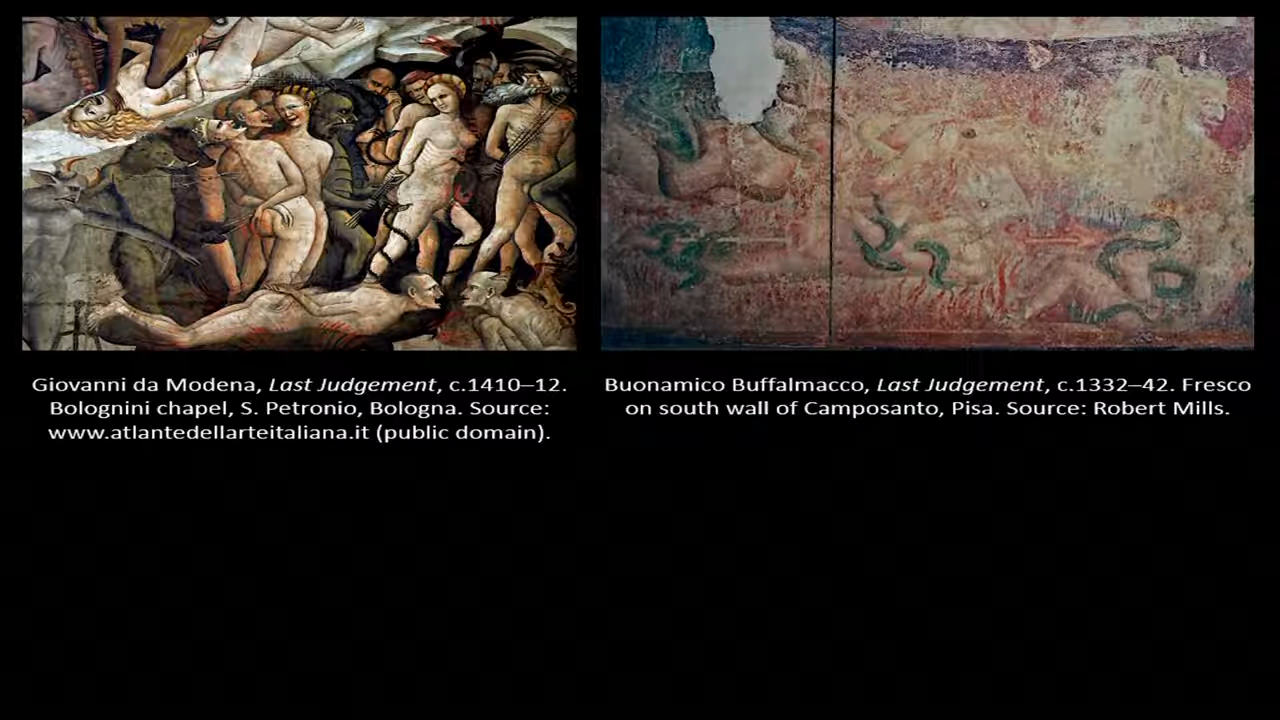 Giovanni da Modena, Last Judgement, c.1410–12.
Bolognini chapel, S. Petronio, Bologna. Source:
www.atlantedellarteitaliana.it (public domain).
Buonamico Buffalmacco, Last Judgement, c.1332–42. Fresco
on south wall of Camposanto, Pisa. Source: Robert Mills.